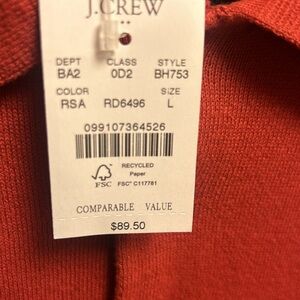 J.CREW
DEPT CLASS STYLE
BA2 0D2 BH753
COLOR SIZE
RSA RD6496 L
099107364526
RECYCLED
Paper
FSC FSC® C117781
COMPARABLE VALUE
$89.50